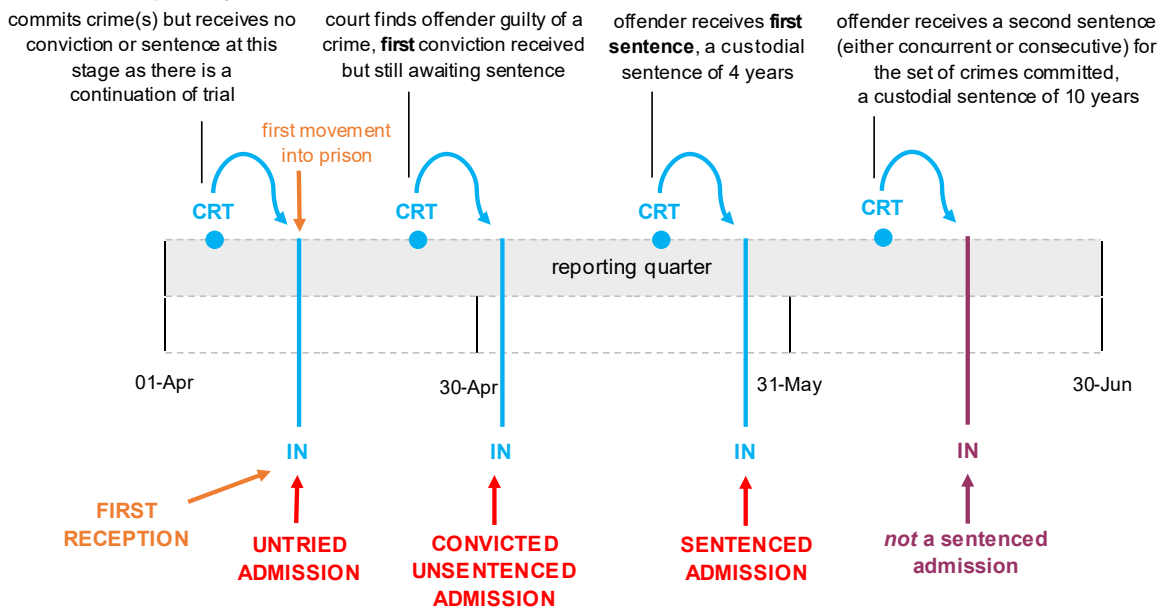 commits crime(s) but receives no
conviction or sentence at this
stage as there is a
continuation of trial
court finds offender guilty of a
crime, first conviction received
but still awaiting sentence
offender receives first
sentence, a custodial
sentence of 4 years
offender receives a second sentence
(either concurrent or consecutive) for
the set of crimes committed,
a custodial sentence of 10 years
first movement
into prison
CRT
CRT
CRT
CRT
reporting quarter
01-Apr
30-Apr
31-May
30-Jun
IN
IN
IN
IN
FIRST
RECEPTION
UNTRIED
ADMISSION
CONVICTED
UNSENTENCED
ADMISSION
SENTENCED
ADMISSION
not a sentenced
admission